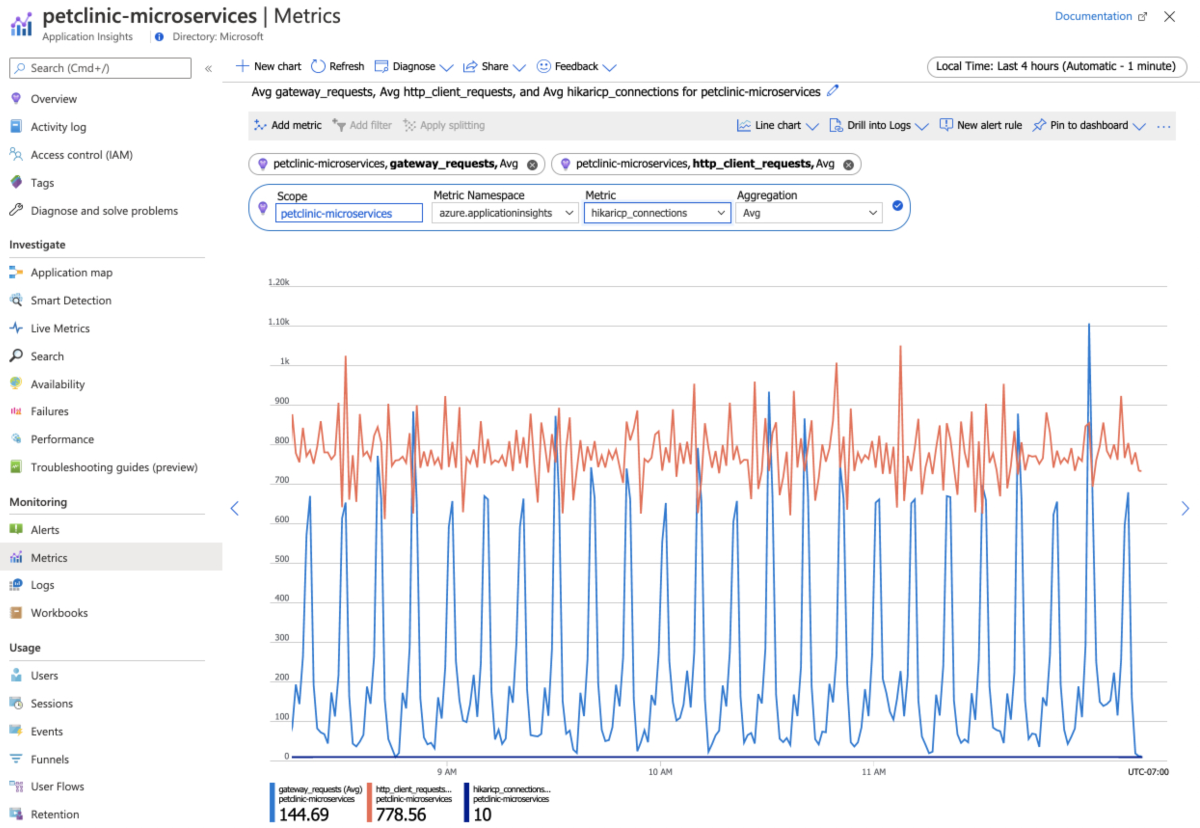 petclinic-microservices | Metrics
Application Insights Directory: Microsoft
Documentation
Search (Cmd+/)
«
New chart Refresh Diagnose Share Feedback
Local Time: Last 4 hours (Automatic - 1 minute)
Overview
Activity log
Access control (IAM)
Tags
Diagnose and solve problems
Investigate
Application map
Smart Detection
Live Metrics
Search
Availability
Failures
Performance
Troubleshooting guides (preview)
Monitoring
Alerts
Metrics
Logs
Workbooks
Usage
Users
Sessions
Events
Funnels
User Flows
Retention
Avg gateway_requests, Avg http_client_requests, and Avg hikaricp_connections for petclinic-microservices
Add metric Add filter Apply splitting Line chart Drill into Logs New alert rule Pin to dashboard ...
petclinic-microservices, gateway_requests, Avg petclinic-microservices, http_client_requests, Avg
Scope Metric Namespace Metric Aggregation
petclinic-microservices azure.applicationinsights hikaricp_connections Avg
1.20k
1.10k
1k
900
800
700
600
500
400
300
200
100
0
9 AM 10 AM 11 AM UTC-07:00
gateway_requests (Avg) http_client_requests... hikaricp_connections...
petclinic-microservices petclinic-microservices petclinic-microservices
144.69 778.56 10